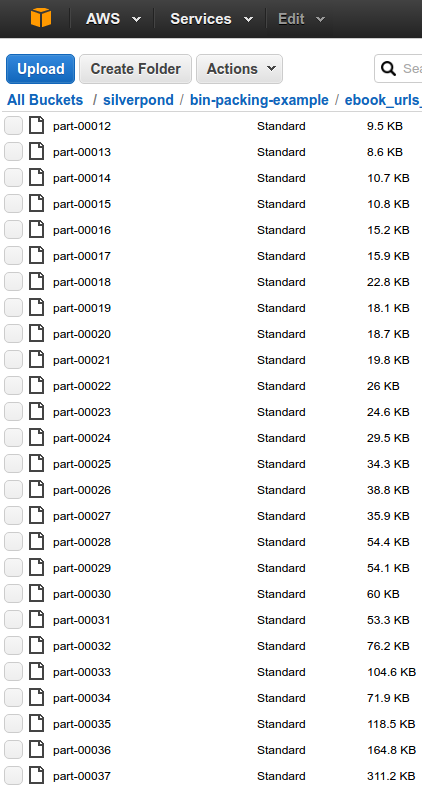 AWS Services Edit
Upload Create Folder Actions Sea
All Buckets / silverpond / bin-packing-example / ebook_urls_
part-00012 Standard 9.5 KB
part-00013 Standard 8.6 KB
part-00014 Standard 10.7 KB
part-00015 Standard 10.8 KB
part-00016 Standard 15.2 KB
part-00017 Standard 15.9 KB
part-00018 Standard 22.8 KB
part-00019 Standard 18.1 KB
part-00020 Standard 18.7 KB
part-00021 Standard 19.8 KB
part-00022 Standard 26 KB
part-00023 Standard 24.6 KB
part-00024 Standard 29.5 KB
part-00025 Standard 34.3 KB
part-00026 Standard 38.8 KB
part-00027 Standard 35.9 KB
part-00028 Standard 54.4 KB
part-00029 Standard 54.1 KB
part-00030 Standard 60 KB
part-00031 Standard 53.3 KB
part-00032 Standard 76.2 KB
part-00033 Standard 104.6 KB
part-00034 Standard 71.9 KB
part-00035 Standard 118.5 KB
part-00036 Standard 164.8 KB
part-00037 Standard 311.2 KB